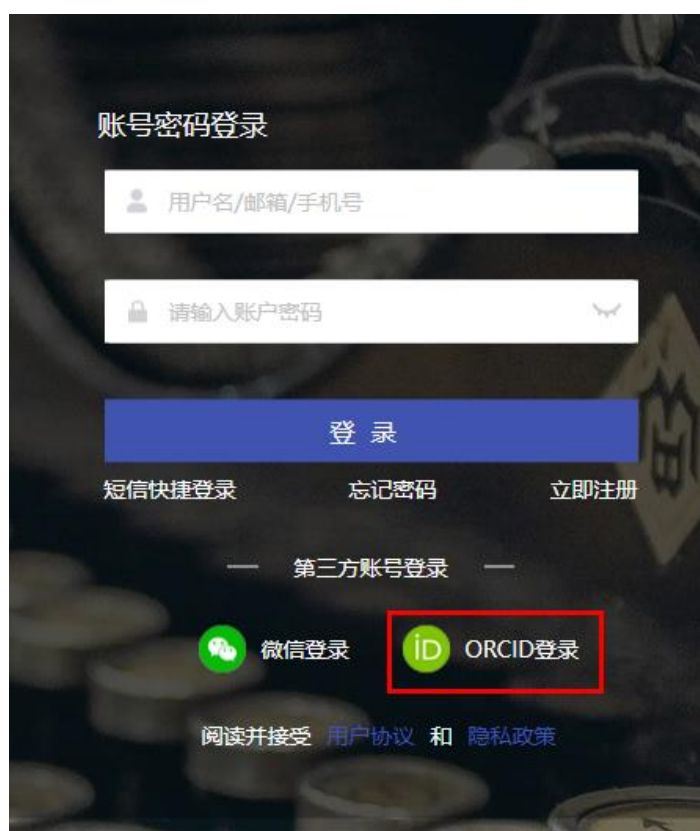 账号密码登录
用户名/邮箱/手机号
请输入账户密码
登 录
短信快捷登录 忘记密码 立即注册
第三方账号登录
微信登录 iD ORCID登录
阅读并接受 用户协议 和 隐私政策